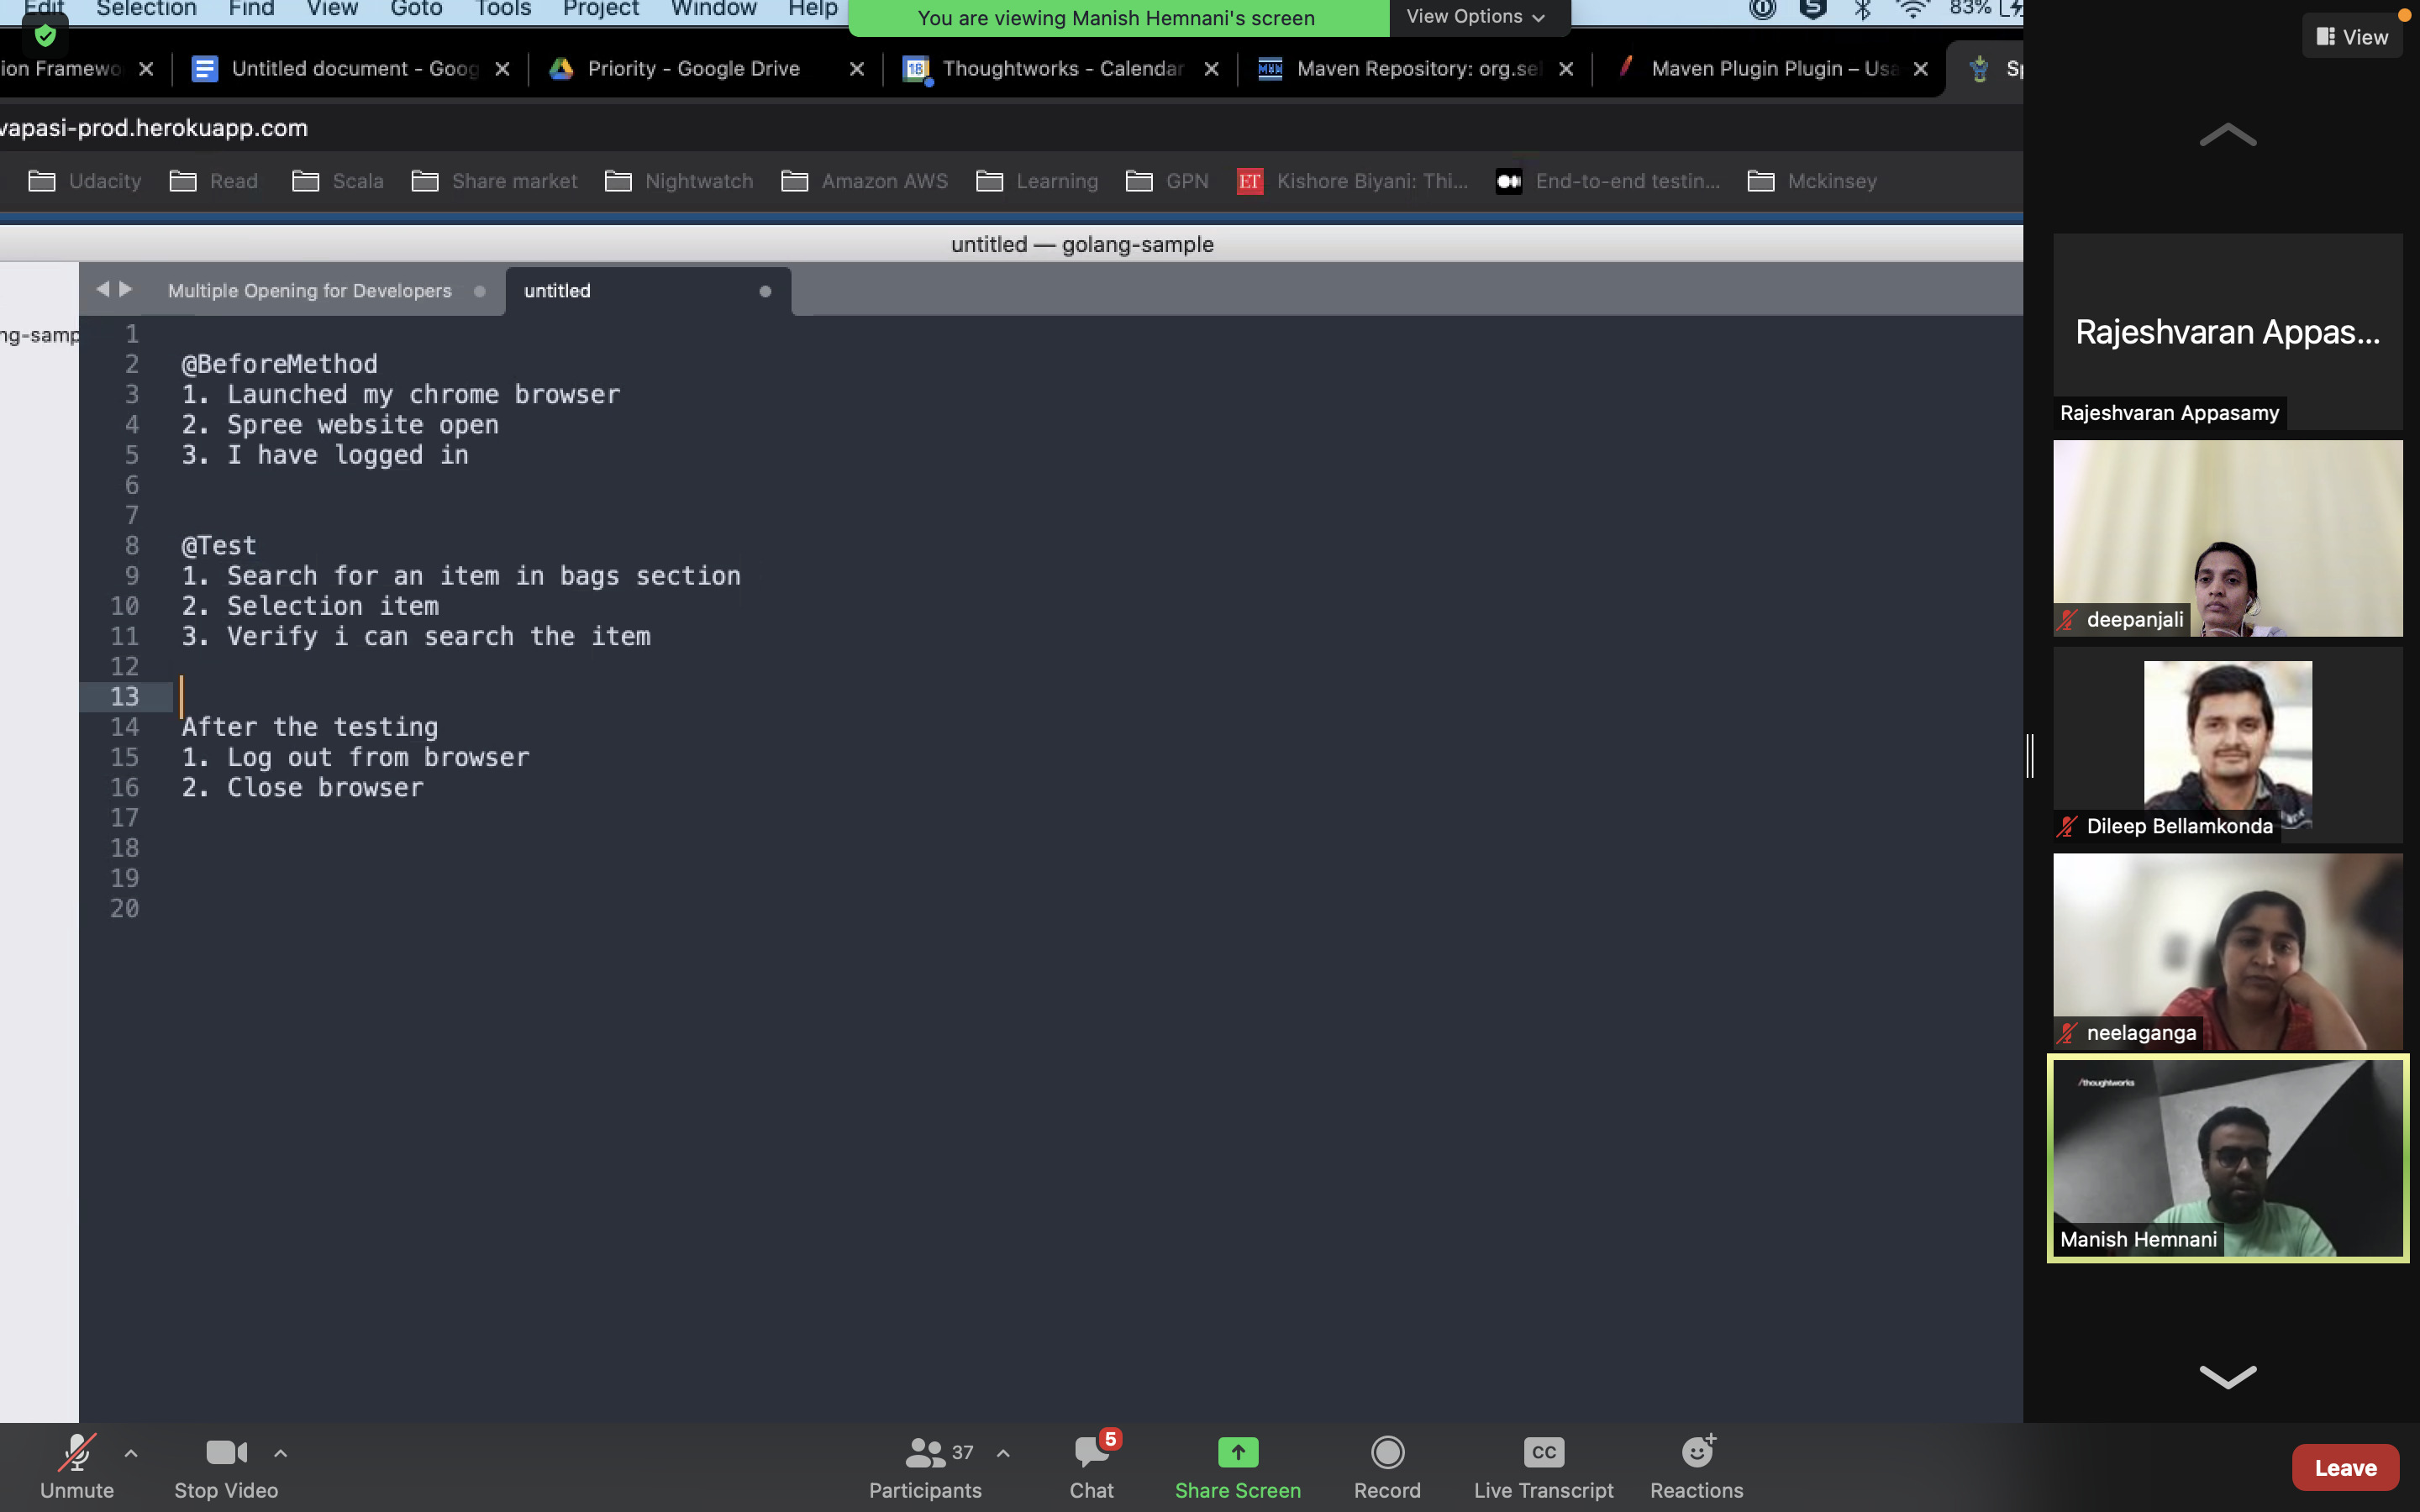 Edit Selection Find View Goto Tools Project Window Help
You are viewing Manish Hemnani's screen
View Options
83%
View
ion Framewo
Untitled document - Goog
Priority - Google Drive
18 Thoughtworks - Calendar
Maven Repository: org.sel
Maven Plugin Plugin – Usa
Sp
vapasi-prod.herokuapp.com
Udacity Read Scala Share market Nightwatch Amazon AWS Learning GPN ET Kishore Biyani: Thi... End-to-end testin... Mckinsey
untitled — golang-sample
Multiple Opening for Developers
untitled
ng-samp
1
2 @BeforeMethod
3 1. Launched my chrome browser
4 2. Spree website open
5 3. I have logged in
6
7
8 @Test
9 1. Search for an item in bags section
10 2. Selection item
11 3. Verify i can search the item
12
13
14 After the testing
15 1. Log out from browser
16 2. Close browser
17
18
19
20
Rajeshvaran Appas...
Rajeshvaran Appasamy
deepanjali
Dileep Bellamkonda
neelaganga
/thoughtworks
Manish Hemnani
Unmute
Stop Video
37
Participants
5
Chat
Share Screen
Record
CC
Live Transcript
Reactions
Leave